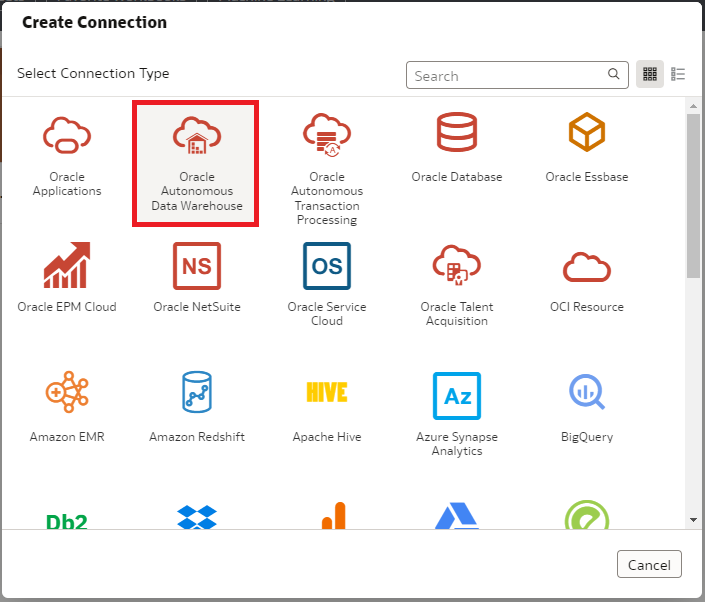 Create Connection
Select Connection Type
Search
Oracle
Applications
Oracle
Autonomous
Data Warehouse
Oracle
Autonomous
Transaction
Processing
A
Oracle Database
Oracle Essbase
NS
OS
Oracle EPM Cloud
Oracle NetSuite
Oracle Service
Cloud
Oracle Talent
Acquisition
OCI Resource
HIVE
Az
Amazon EMR
Amazon Redshift
Apache Hive
Azure Synapse
Analytics
BigQuery
Db2
Cancel